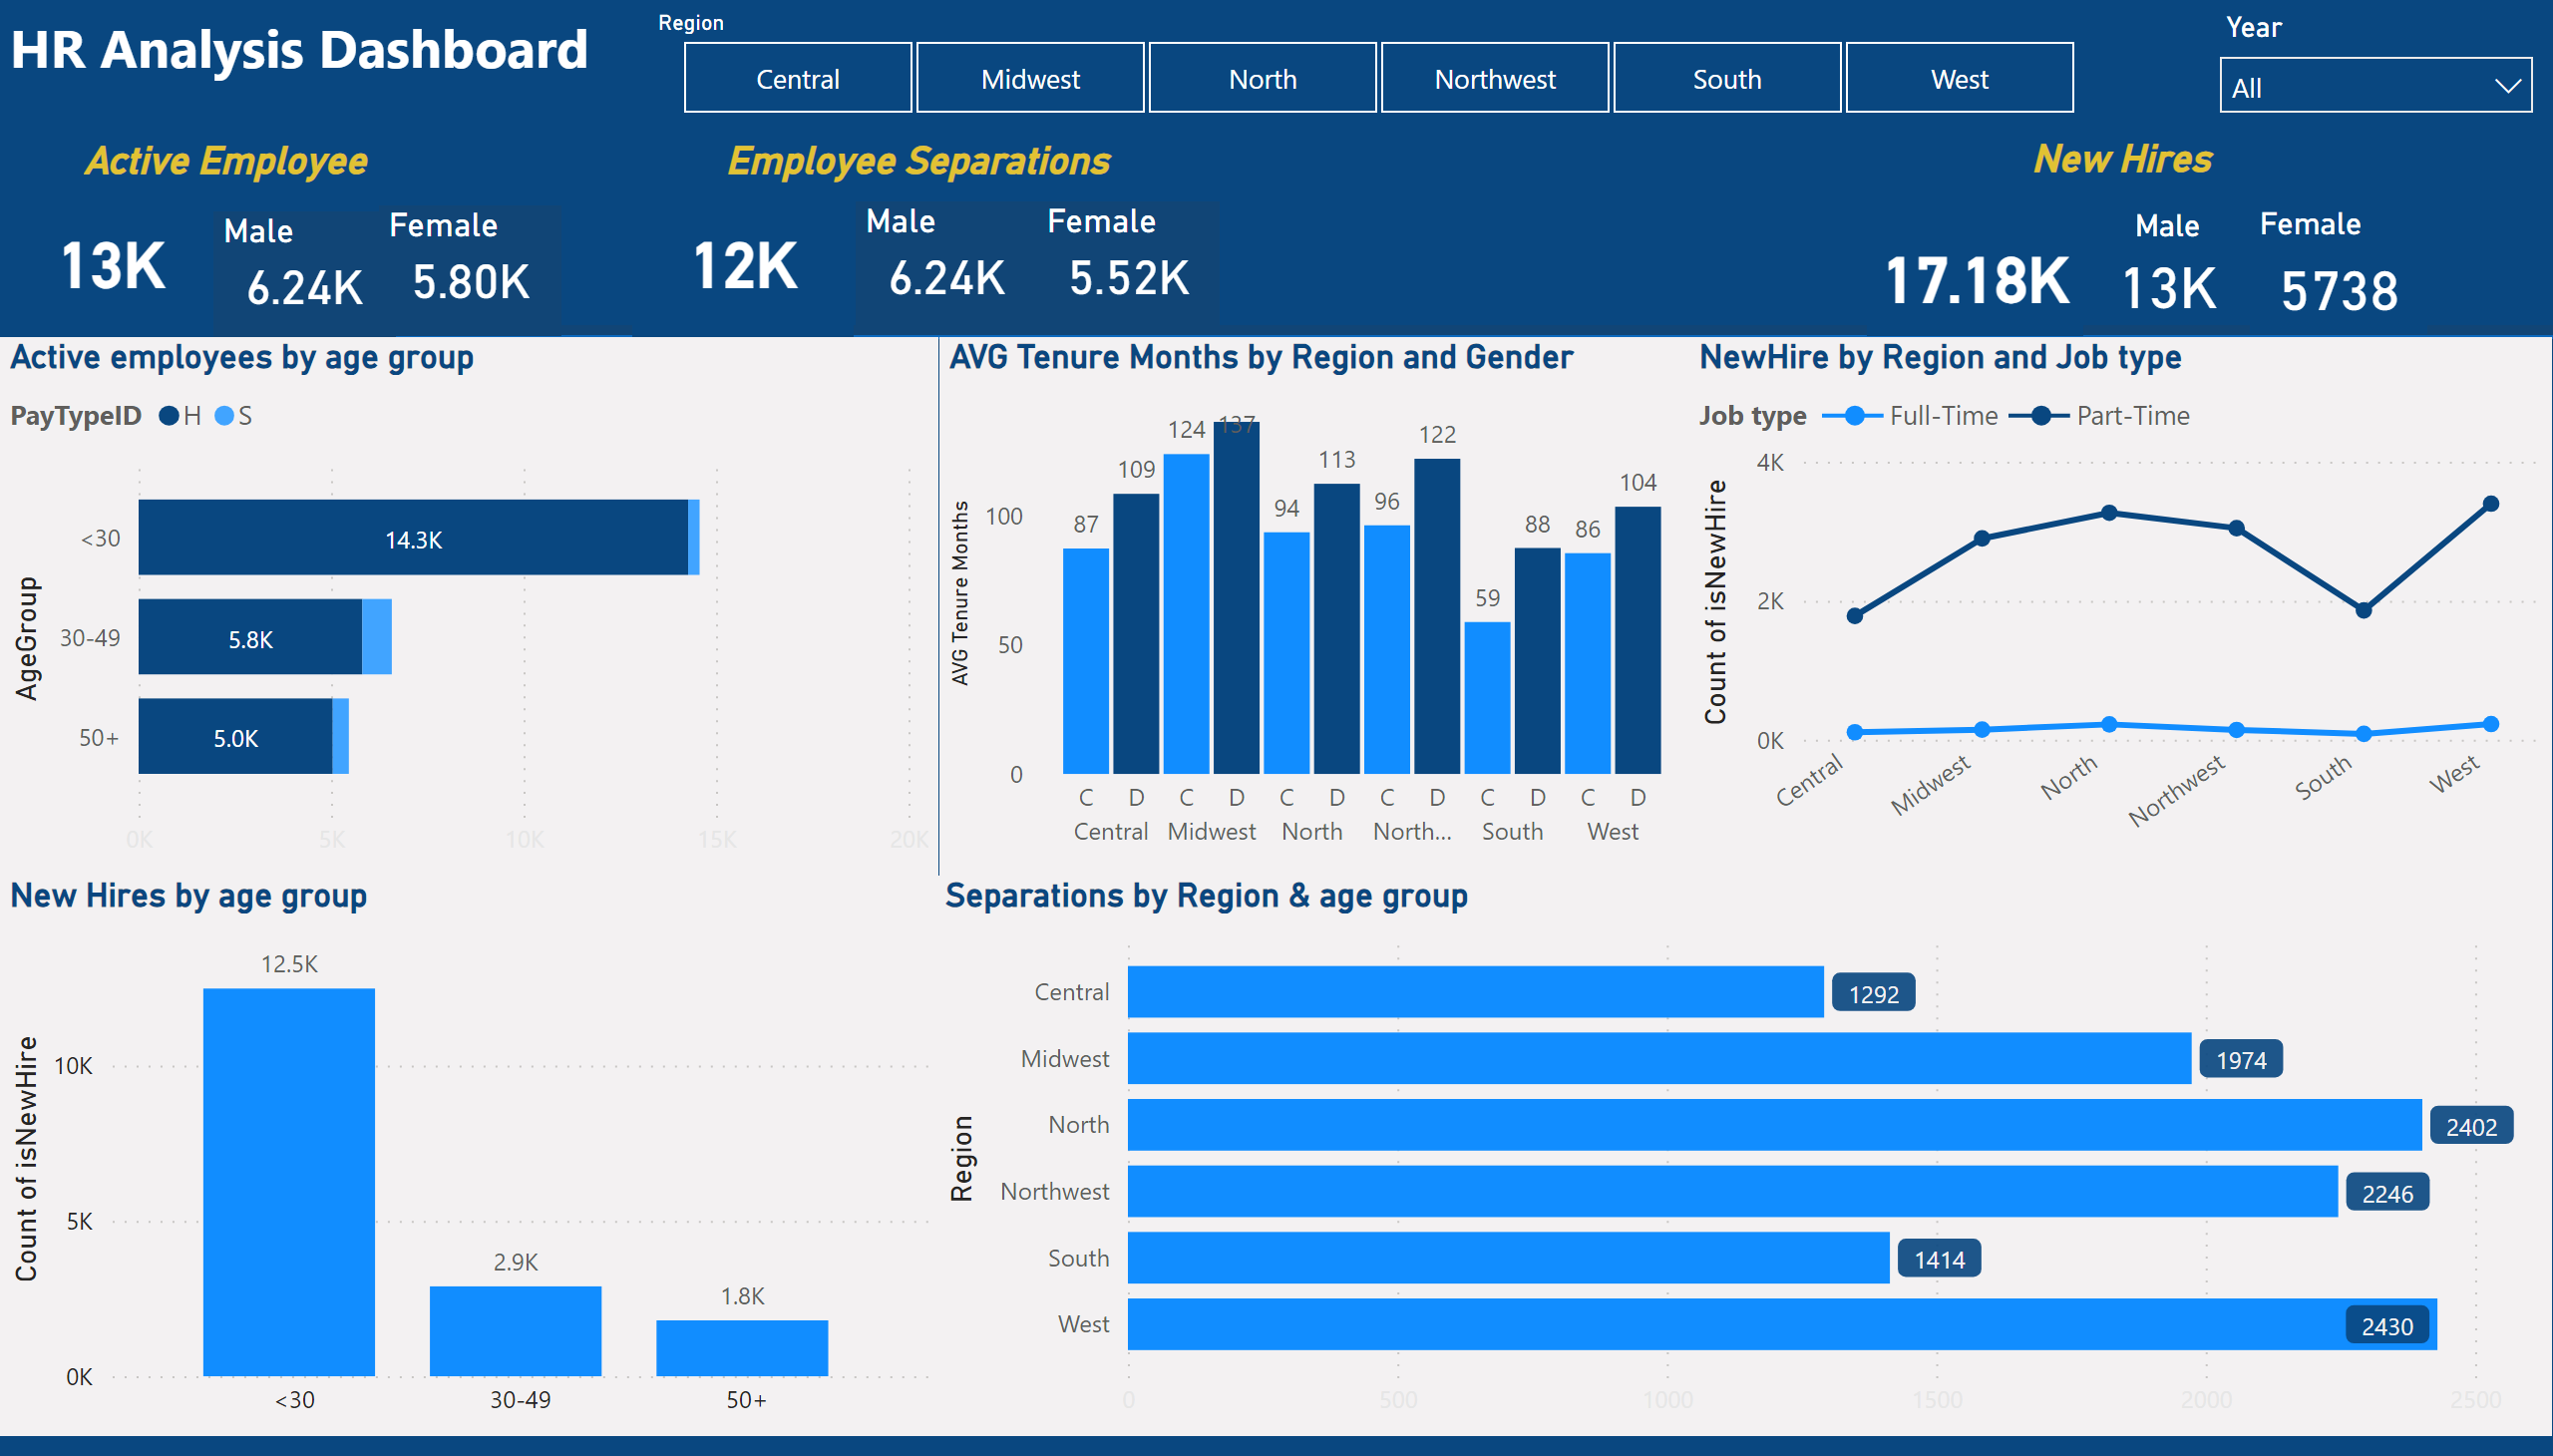 HR Analysis Dashboard
Region
Central
Midwest
North
Northwest
South
West
Year
All
Active Employee
13K
Male
6.24K
Female
5.80K
Employee Separations
12K
Male
6.24K
Female
5.52K
New Hires
17.18K
Male
13K
Female
5738
Active employees by age group
PayTypeID H S
AgeGroup
<30
14.3K
30-49
5.8K
50+
5.0K
0K 5K 10K 15K 20K
AVG Tenure Months by Region and Gender
AVG Tenure Months
100
50
0
87 109 124 137 94 113 96 122 59 88 86 104
C D C D C D C D C D C D
Central Midwest North North... South West
NewHire by Region and Job type
Job type Full-Time Part-Time
Count of isNewHire
4K
2K
0K
Central Midwest North Northwest South West
New Hires by age group
Count of isNewHire
10K
5K
0K
12.5K
2.9K
1.8K
<30 30-49 50+
Separations by Region & age group
Region
Central 1292
Midwest 1974
North 2402
Northwest 2246
South 1414
West 2430
0 500 1000 1500 2000 2500